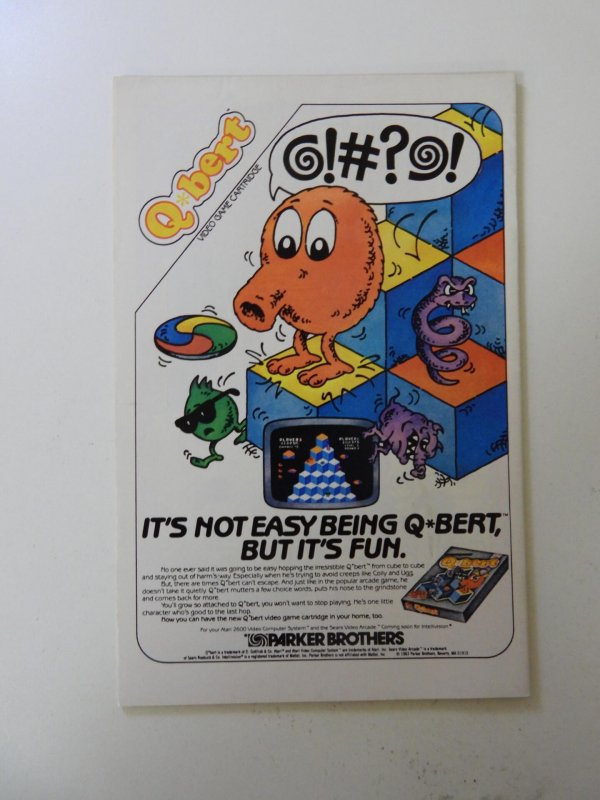 Q*bert™
VIDEO GAME CARTRIDGE
@!#?@!
IT'S NOT EASY BEING Q*BERT,™
BUT IT'S FUN.
No one ever said it was going to be easy hopping the irresistible Q*bert™ from cube to cube
and staying out of harm's way. Especially when he's trying to avoid creeps like Coily and Ugg.
But, there are times Q*bert can't escape. And just like in the popular arcade game, he
doesn't take it quietly. Q*bert mutters a few choice words, puts his nose to the grindstone
and comes back for more.
You'll grow so attached to Q*bert, you won't want to stop playing. He's one little
character who's good to the last hop.
Now you can have the new Q*bert video game cartridge in your home, too.
For your Atari 2600 Video Computer System™ and the Sears Video Arcade.™ Coming soon for Intellivision.®
PARKER BROTHERS